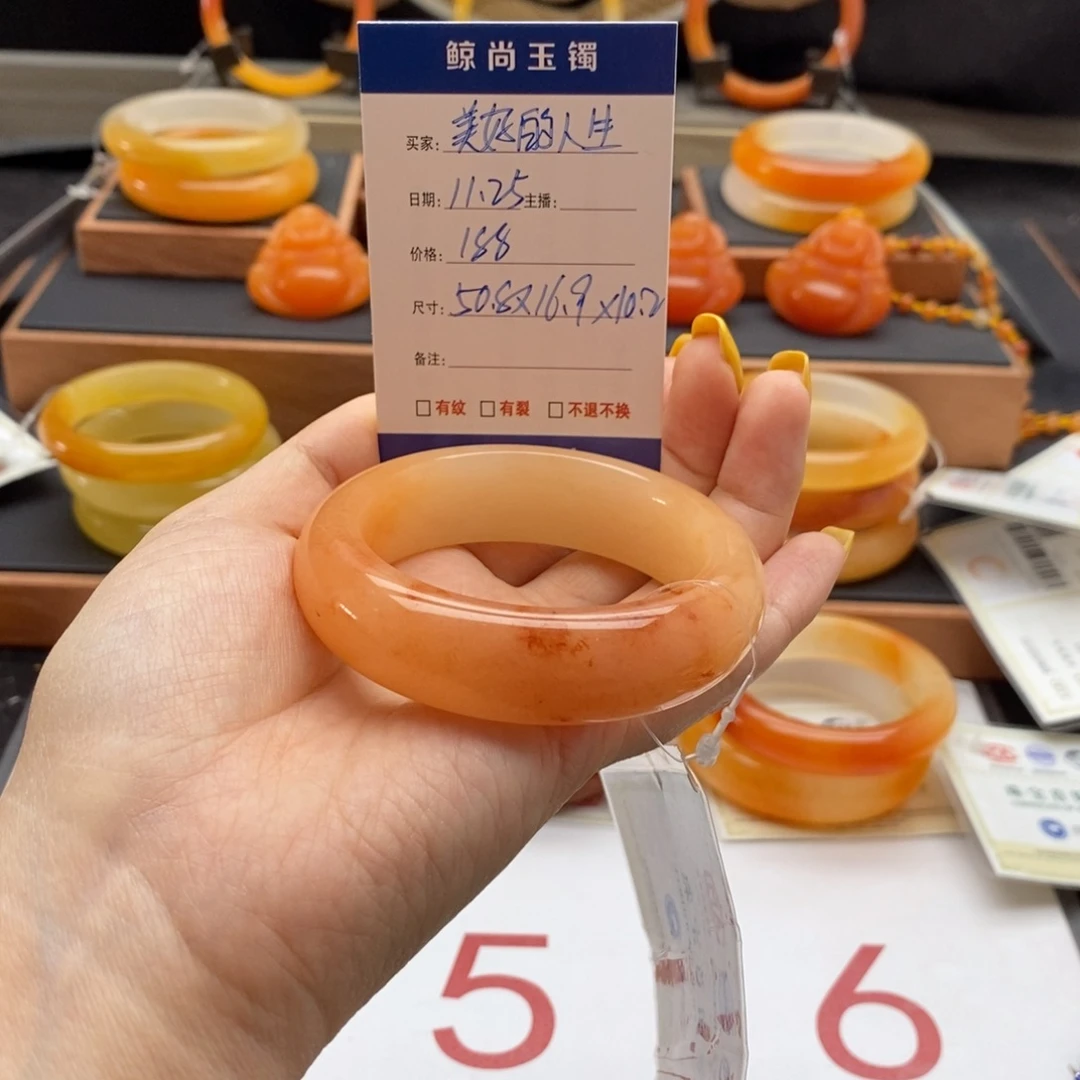 鲸尚玉镯
买家: 美好的人生
日期: 11.25 主播:
价格: 188
尺寸: 50.8x16.9x10.2
备注:
□有纹 □有裂 □不退不换
5 6